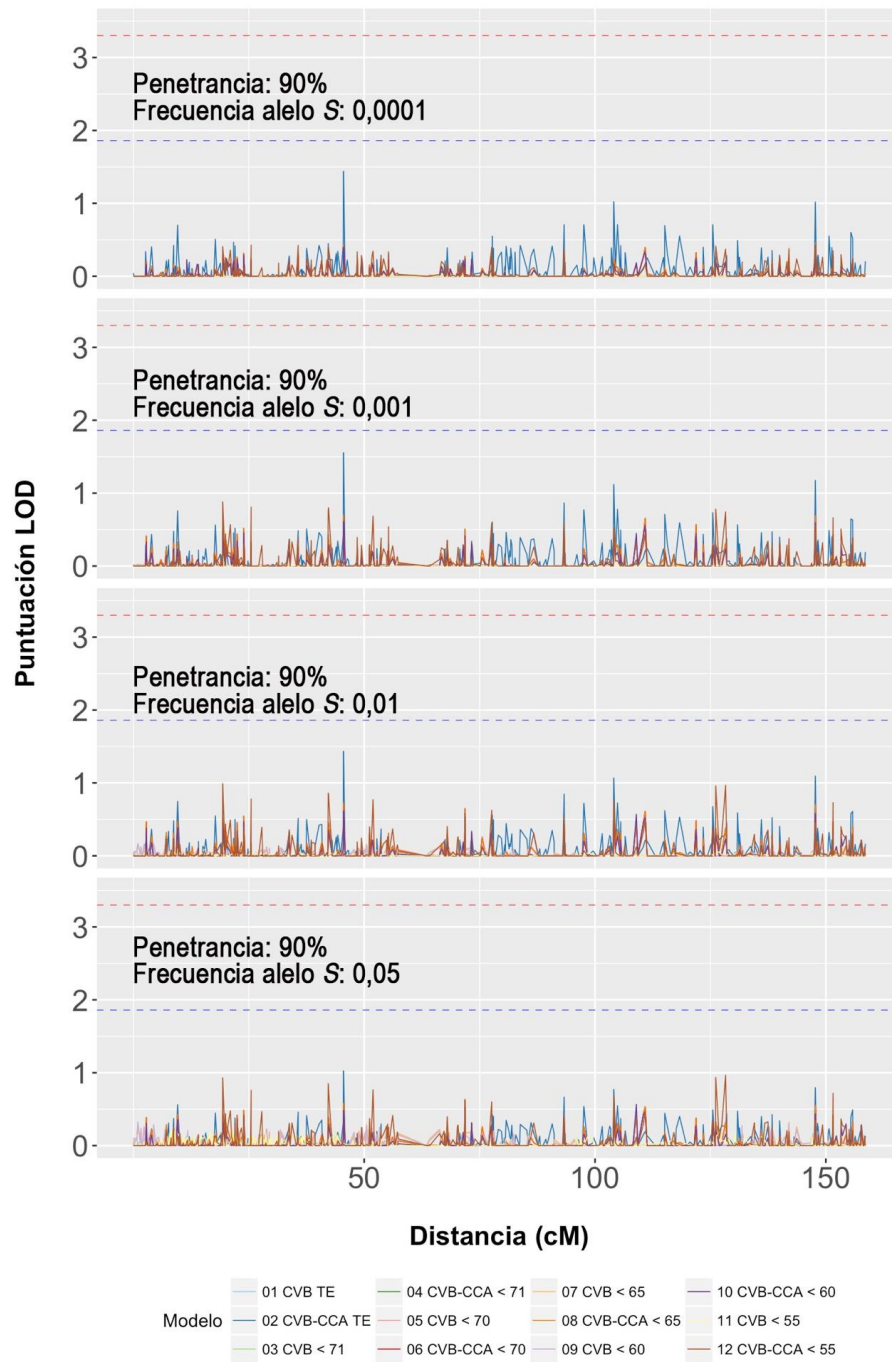 3
Penetrancia: 90%
Frecuencia alelo S: 0,0001
2
1
0
3
Penetrancia: 90%
Frecuencia alelo S: 0,001
2
1
0
Puntuación LOD
3
Penetrancia: 90%
Frecuencia alelo S: 0,01
2
1
0
3
Penetrancia: 90%
Frecuencia alelo S: 0,05
2
1
0
50 100 150
Distancia (cM)
Modelo
01 CVB TE 04 CVB-CCA < 71 07 CVB < 65 10 CVB-CCA < 60
02 CVB-CCA TE 05 CVB < 70 08 CVB-CCA < 65 11 CVB < 55
03 CVB < 71 06 CVB-CCA < 70 09 CVB < 60 12 CVB-CCA < 55